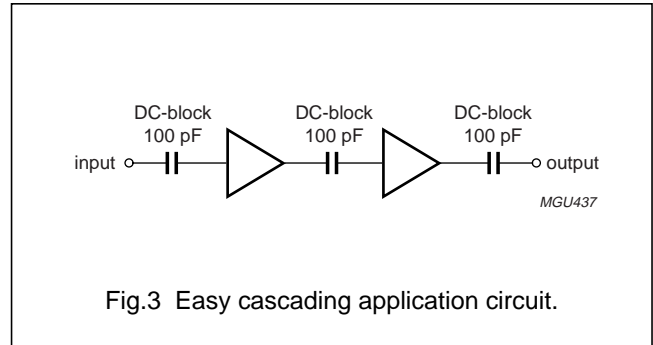 DC-block DC-block DC-block
100 pF 100 pF 100 pF
input output
MGU437
Fig.3 Easy cascading application circuit.